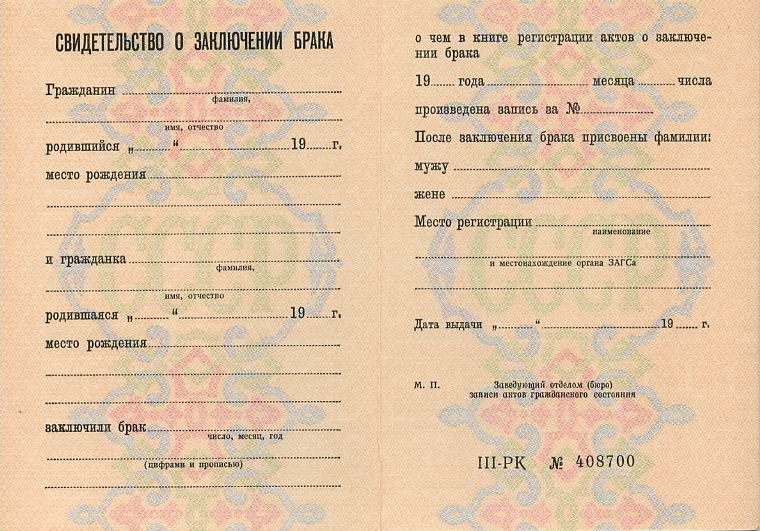 СВИДЕТЕЛЬСТВО О ЗАКЛЮЧЕНИИ БРАКА
Гражданин
фамилия,
имя, отчество
родившийся „ “ 19 г.
место рождения
и гражданка
фамилия,
имя, отчество
родившаяся „ “ 19 г.
место рождения
заключили брак
число, месяц, год
(цифрами и прописью)
о чем в книге регистрации актов о заключе-
нии брака
19 года месяца числа
произведена запись за №
После заключения брака присвоены фамилии:
мужу
жене
Место регистрации
наименование
и местонахождение органа ЗАГСа
Дата выдачи „ “ 19 г.
М. П. Заведующий отделом (бюро)
записи актов гражданского состояния
III-РК № 408700
СССР
СССР